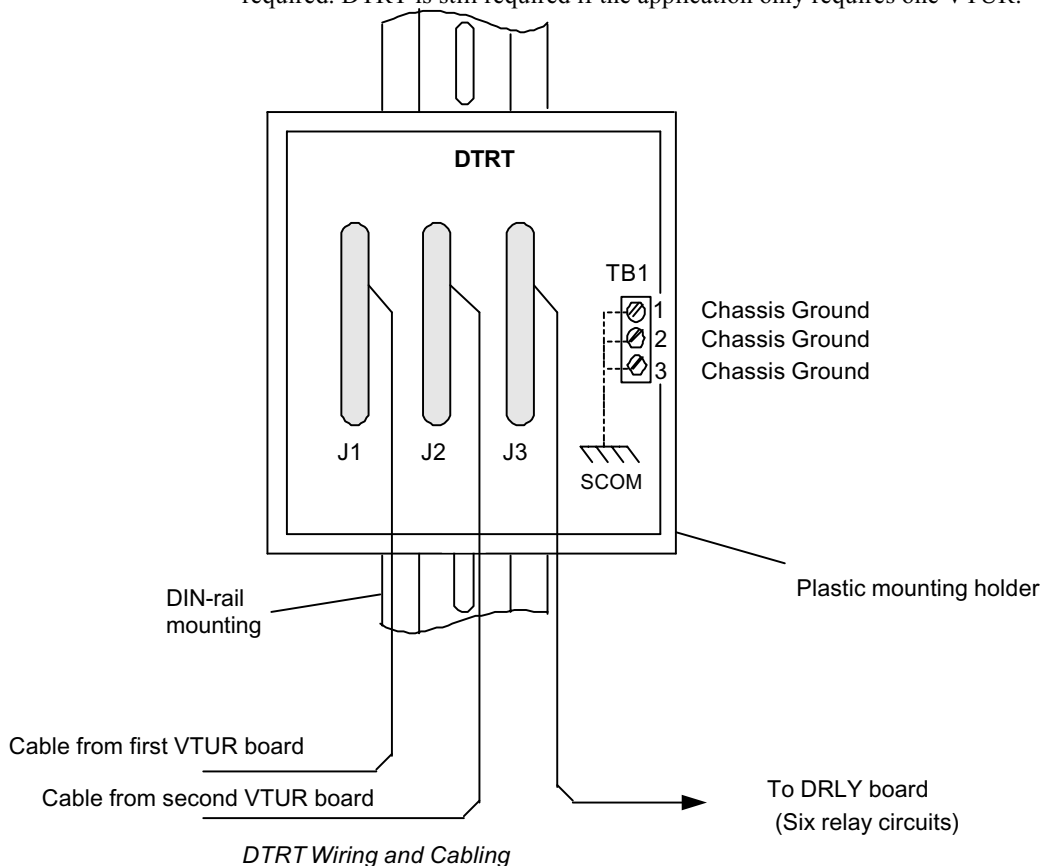 required. DTRT is still required if the application only requires one VTUR.
DTRT
TB1
1 Chassis Ground
2 Chassis Ground
3 Chassis Ground
J1 J2 J3
SCOM
Plastic mounting holder
DIN-rail
mounting
Cable from first VTUR board
Cable from second VTUR board
To DRLY board
(Six relay circuits)
DTRT Wiring and Cabling